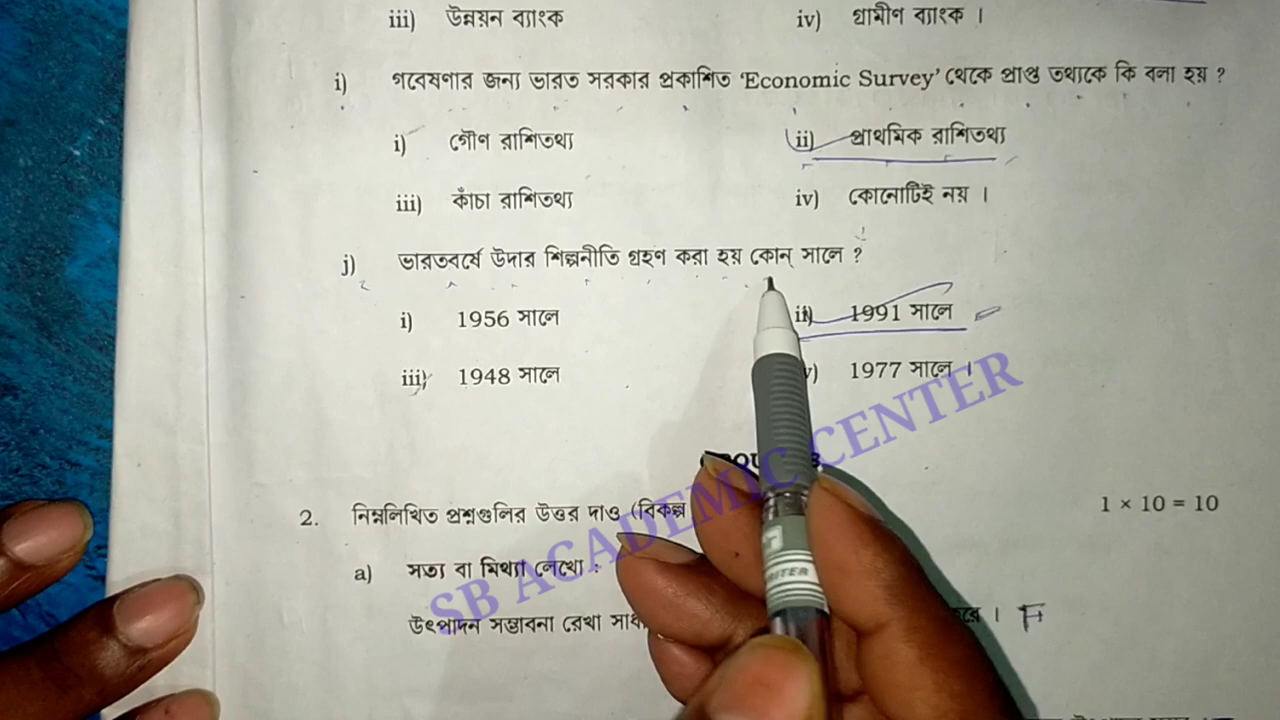 iii) উন্নয়ন ব্যাংক iv) গ্রামীণ ব্যাংক ।
i) গবেষণার জন্য ভারত সরকার প্রকাশিত ‘Economic Survey’ থেকে প্রাপ্ত তথ্যকে কি বলা হয় ?
i) গৌণ রাশিতথ্য ii) প্রাথমিক রাশিতথ্য
iii) কাঁচা রাশিতথ্য iv) কোনোটিই নয় ।
j) ভারতবর্ষে উদার শিল্পনীতি গ্রহণ করা হয় কোন্ সালে ?
i) 1956 সালে ii) 1991 সালে
iii) 1948 সালে 1977 সালে ।
2. নিম্নলিখিত প্রশ্নগুলির উত্তর দাও (বিকল্প 1 × 10 = 10
a) সত্য বা মিথ্যা লেখো :
উৎপাদন সম্ভাবনা রেখা F
SB ACADEMIC CENTER